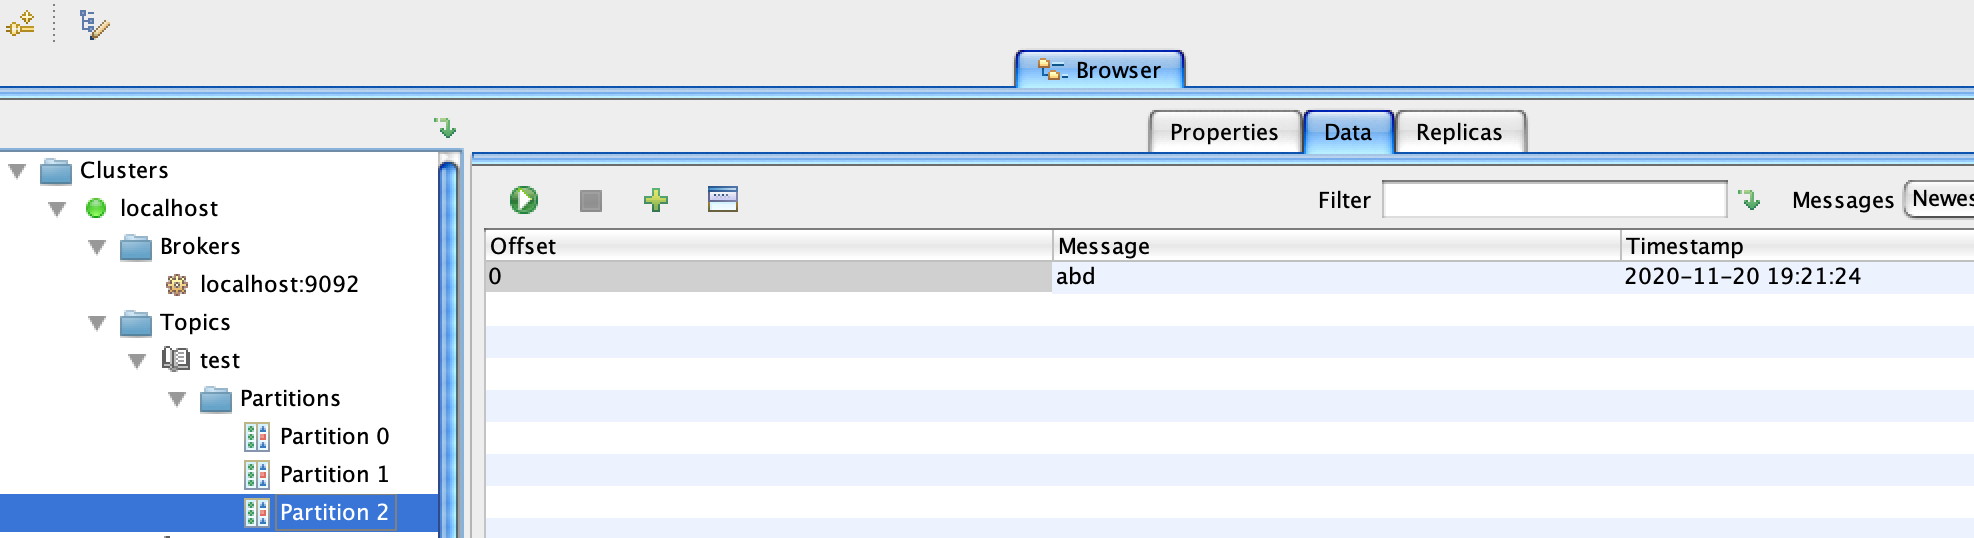 Browser
Properties Data Replicas
Clusters
localhost
Brokers
localhost:9092
Topics
test
Partitions
Partition 0
Partition 1
Partition 2
Filter Messages Newes
Offset Message Timestamp
0 abd 2020-11-20 19:21:24